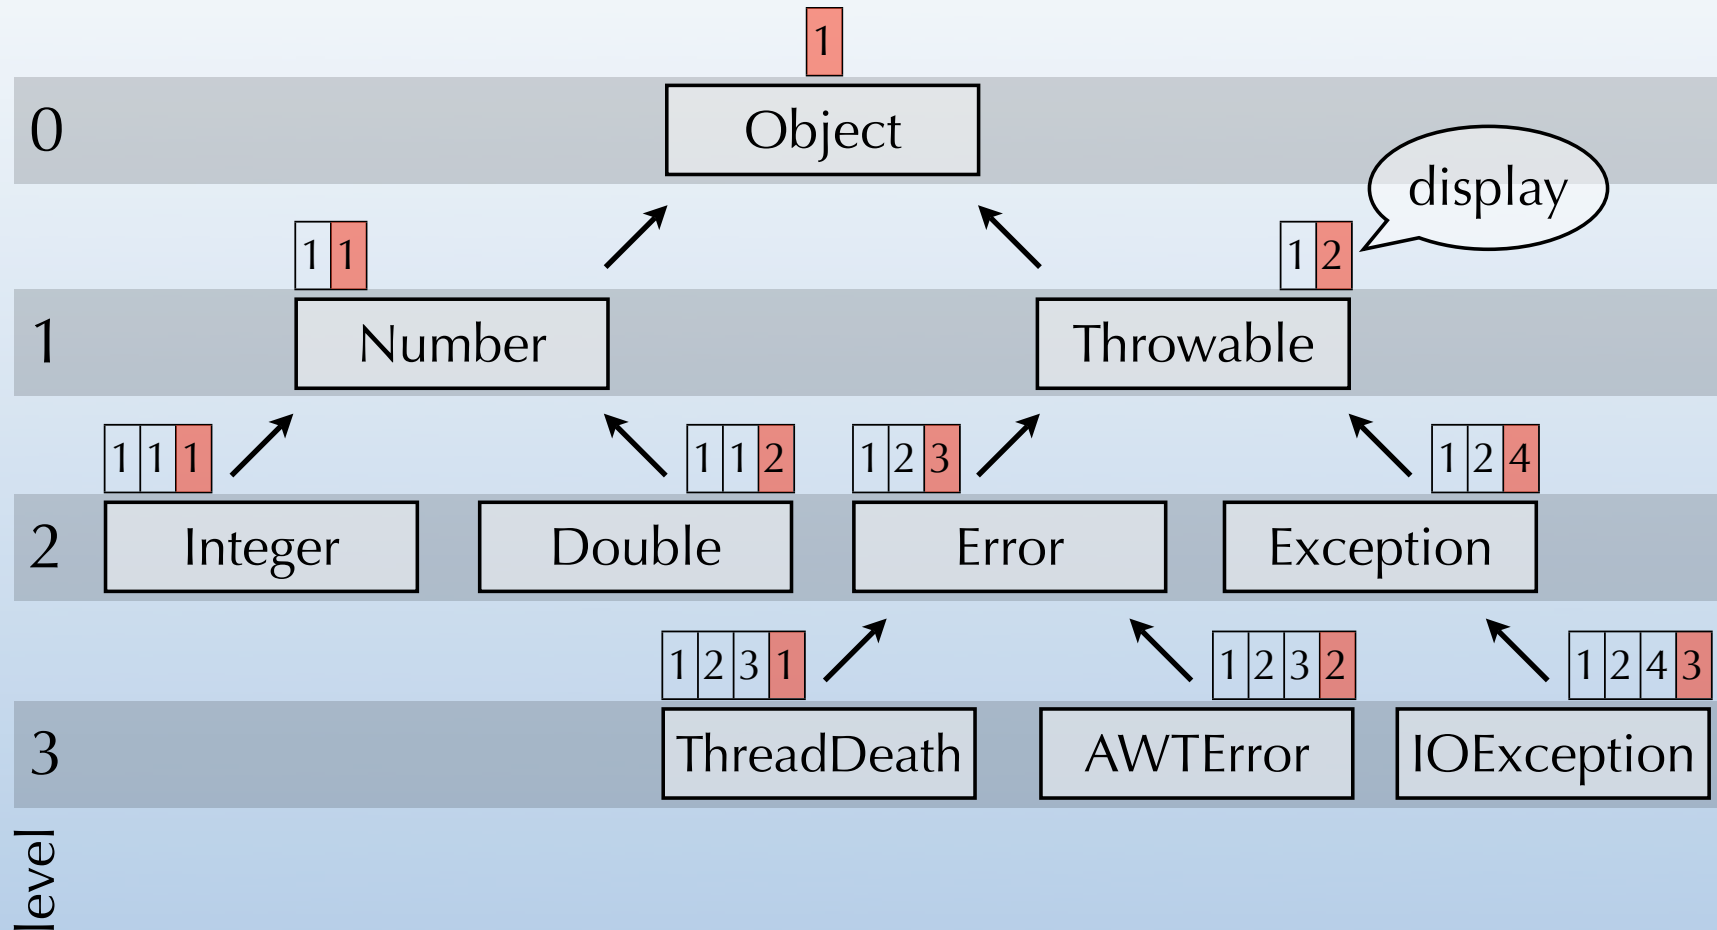 1
0 Object
display
1 1
1 2
1 Number Throwable
1 1 1
1 1 2
1 2 3
1 2 4
2 Integer Double Error Exception
1 2 3 1
1 2 3 2
1 2 4 3
3 ThreadDeath AWTError IOException
level